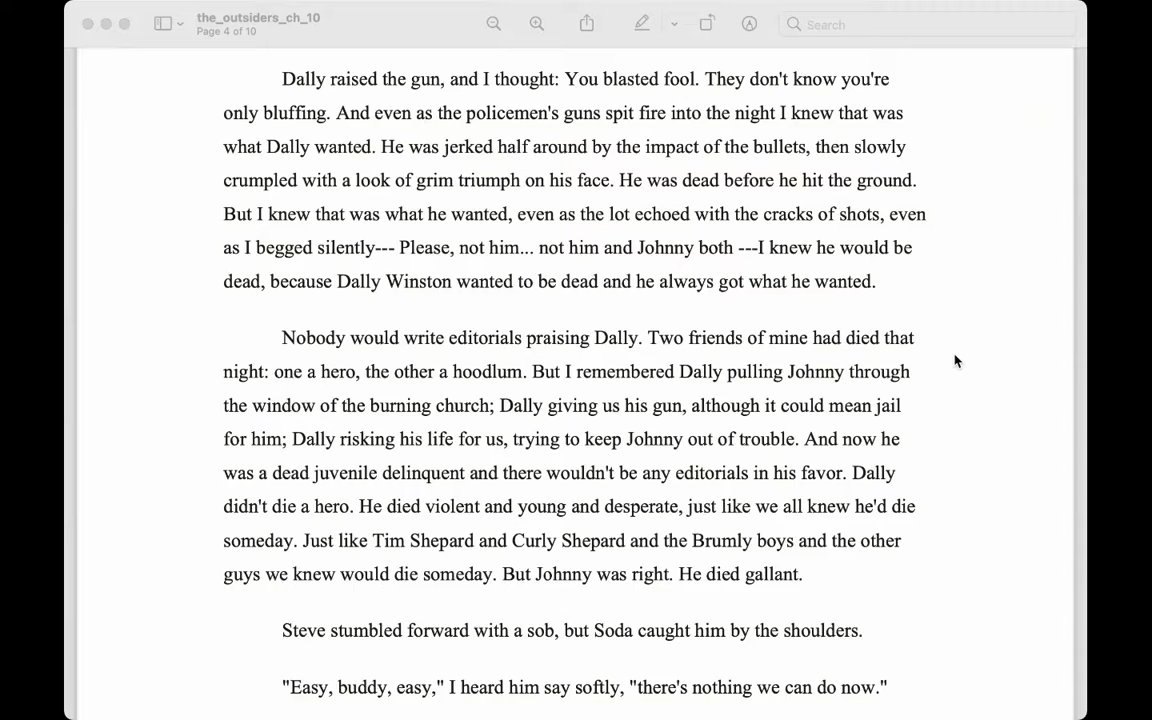 the_outsiders_ch_10
Page 4 of 10
Search
Dally raised the gun, and I thought: You blasted fool. They don't know you're
only bluffing. And even as the policemen's guns spit fire into the night I knew that was
what Dally wanted. He was jerked half around by the impact of the bullets, then slowly
crumpled with a look of grim triumph on his face. He was dead before he hit the ground.
But I knew that was what he wanted, even as the lot echoed with the cracks of shots, even
as I begged silently--- Please, not him... not him and Johnny both ---I knew he would be
dead, because Dally Winston wanted to be dead and he always got what he wanted.
Nobody would write editorials praising Dally. Two friends of mine had died that
night: one a hero, the other a hoodlum. But I remembered Dally pulling Johnny through
the window of the burning church; Dally giving us his gun, although it could mean jail
for him; Dally risking his life for us, trying to keep Johnny out of trouble. And now he
was a dead juvenile delinquent and there wouldn't be any editorials in his favor. Dally
didn't die a hero. He died violent and young and desperate, just like we all knew he'd die
someday. Just like Tim Shepard and Curly Shepard and the Brumly boys and the other
guys we knew would die someday. But Johnny was right. He died gallant.
Steve stumbled forward with a sob, but Soda caught him by the shoulders.
"Easy, buddy, easy," I heard him say softly, "there's nothing we can do now."